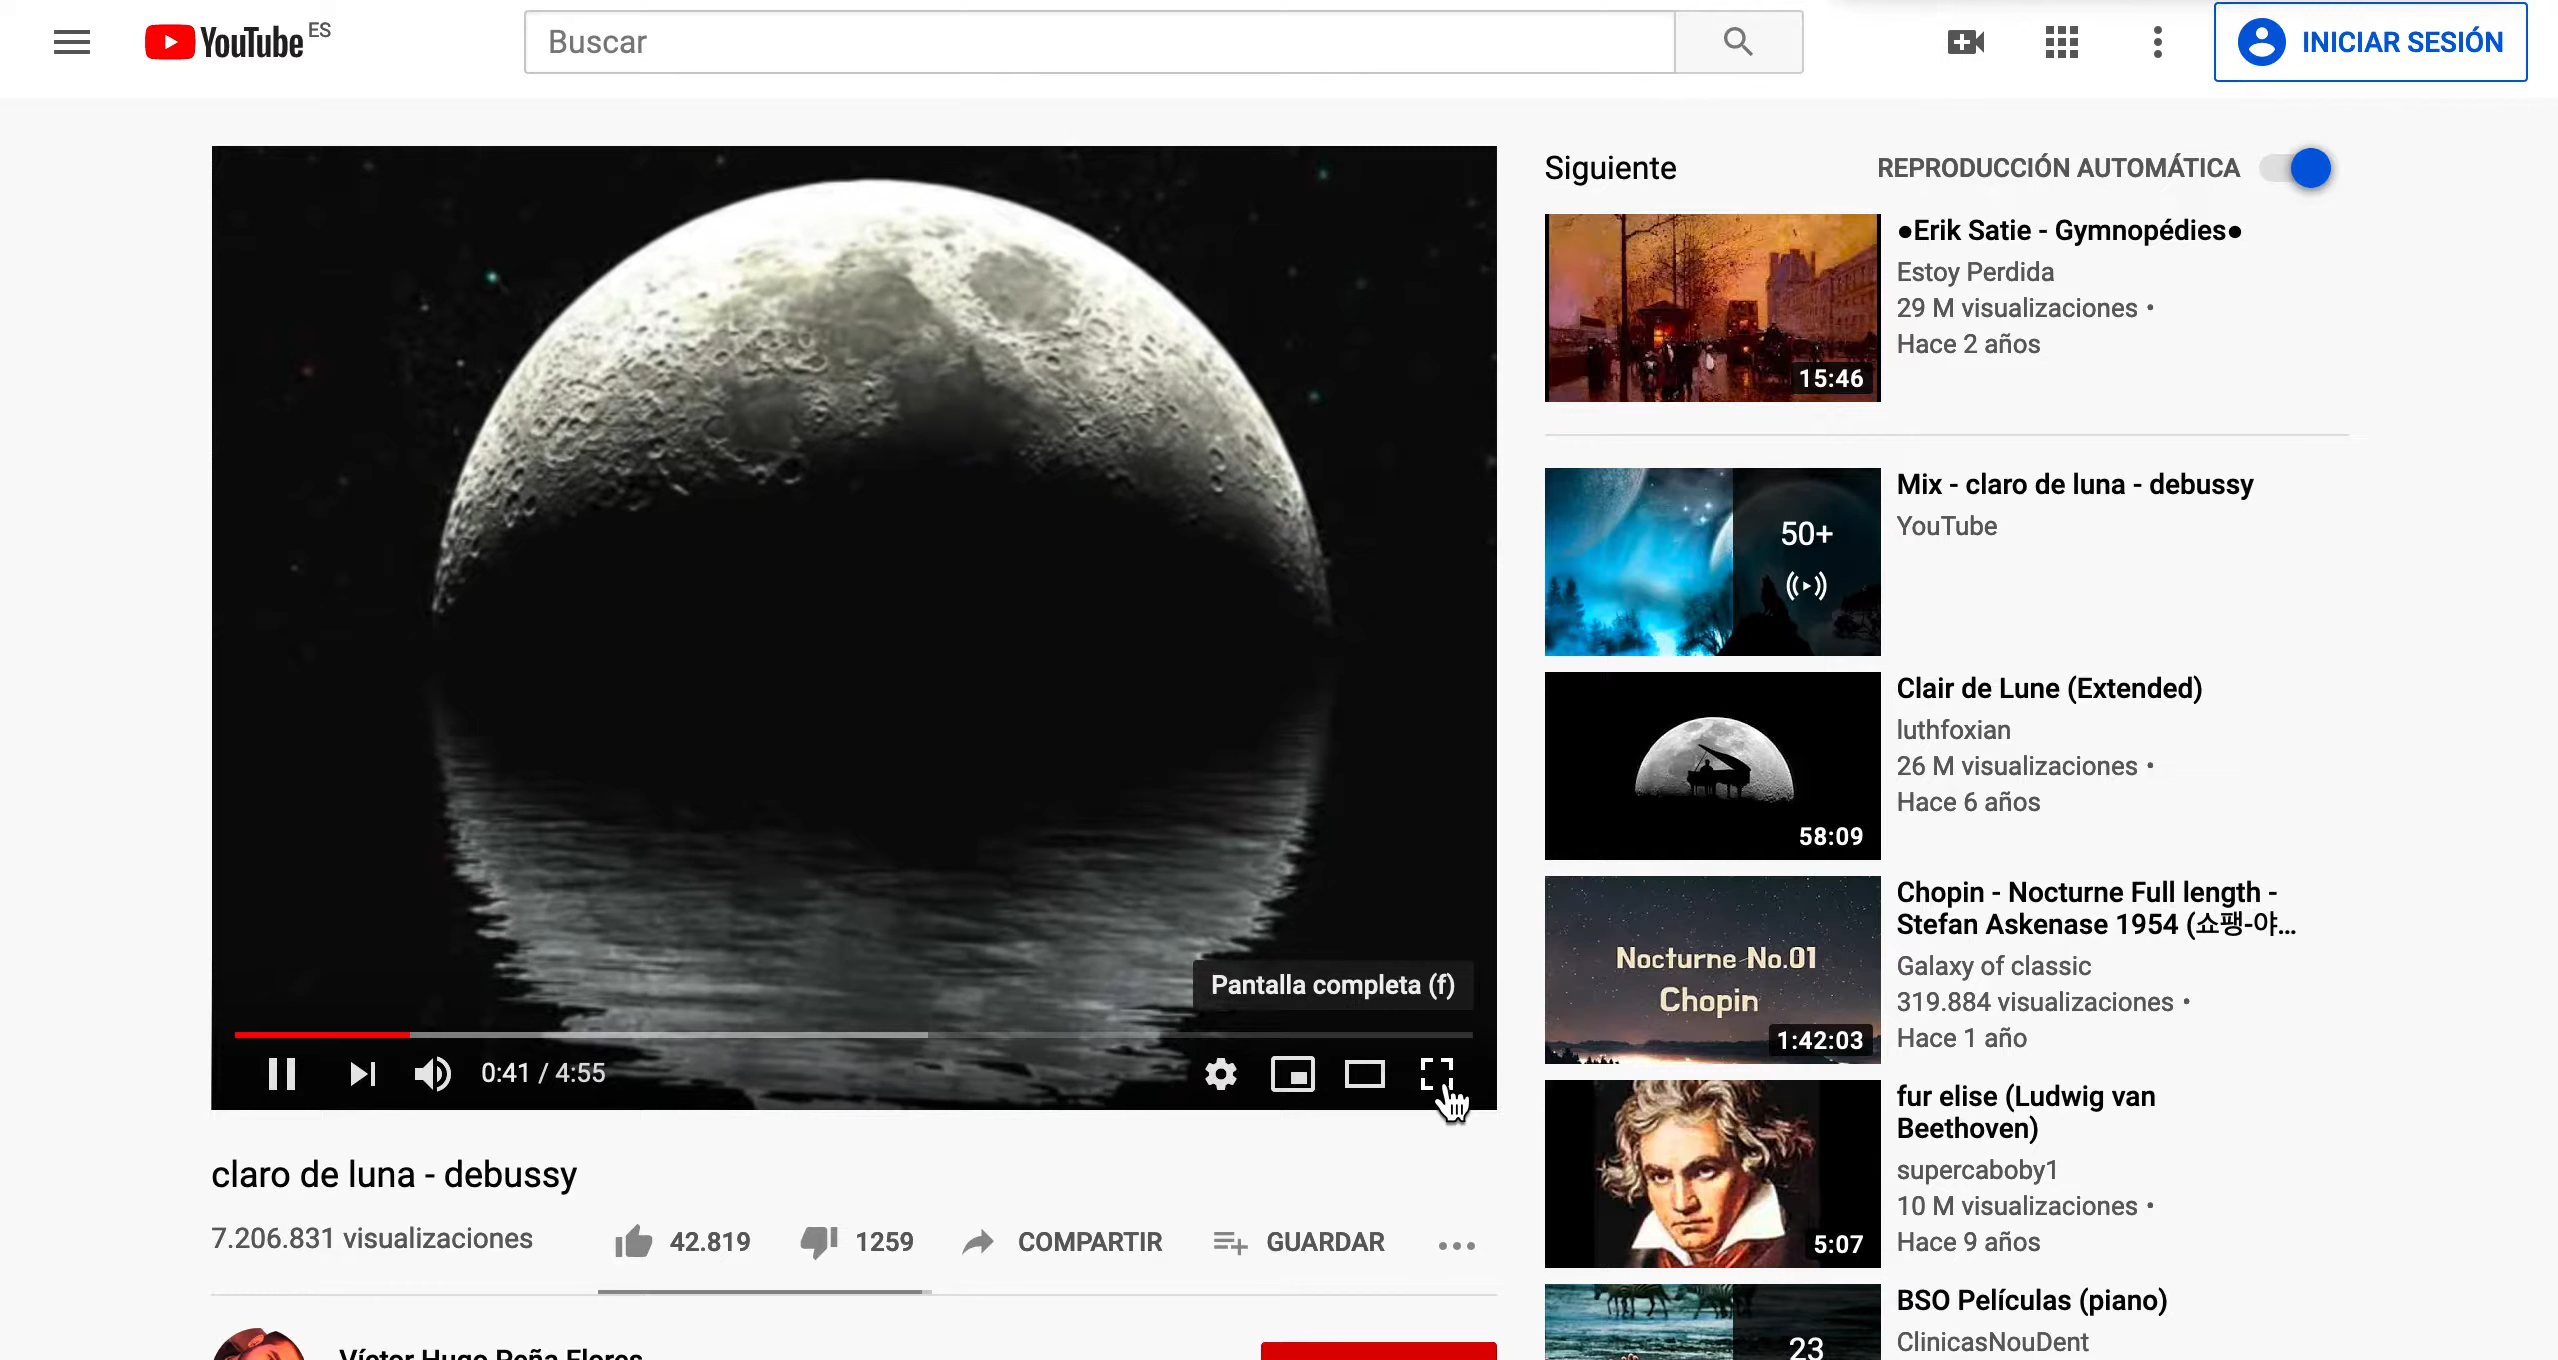 YouTube ES
Buscar
INICIAR SESIÓN
Pantalla completa (f)
0:41 / 4:55
claro de luna - debussy
7.206.831 visualizaciones
42.819
1259
COMPARTIR
GUARDAR
Víctor Hugo Peña Flores
Siguiente
REPRODUCCIÓN AUTOMÁTICA
15:46
●Erik Satie - Gymnopédies●
Estoy Perdida
29 M visualizaciones •
Hace 2 años
50+
Mix - claro de luna - debussy
YouTube
58:09
Clair de Lune (Extended)
luthfoxian
26 M visualizaciones •
Hace 6 años
Nocturne No.01
Chopin
1:42:03
Chopin - Nocturne Full length -
Stefan Askenase 1954 (쇼팽-야...
Galaxy of classic
319.884 visualizaciones •
Hace 1 año
5:07
fur elise (Ludwig van
Beethoven)
supercaboby1
10 M visualizaciones •
Hace 9 años
23
BSO Películas (piano)
ClinicasNouDent